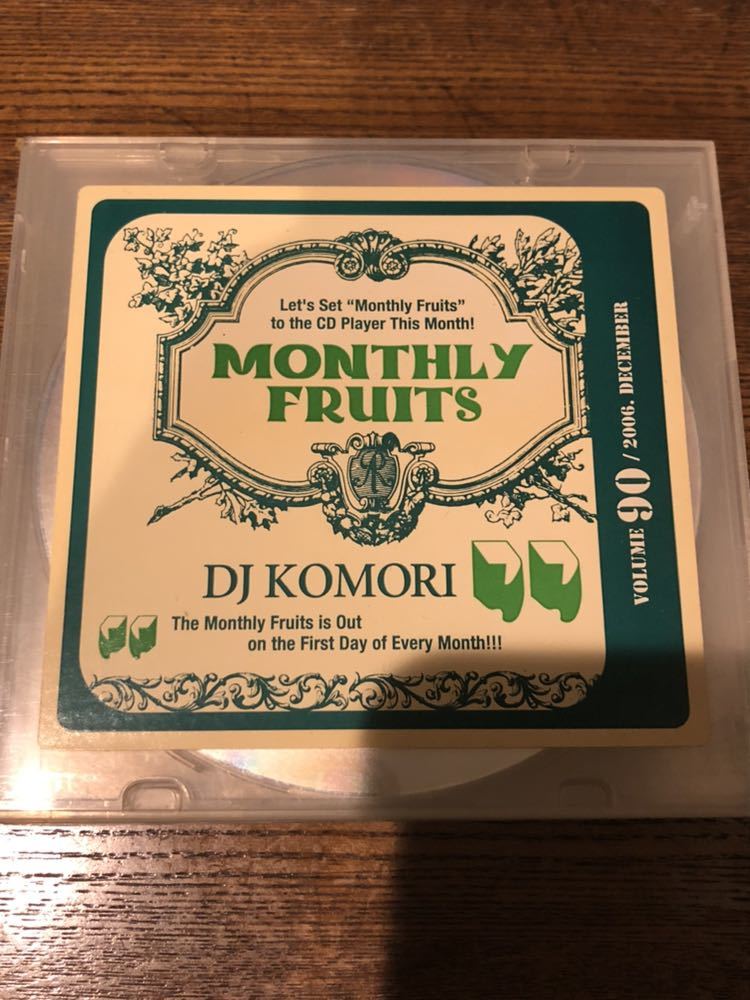 Let's Set “Monthly Fruits”
to the CD Player This Month!
MONTHLY
FRUITS
DJ KOMORI
The Monthly Fruits is Out
on the First Day of Every Month!!!
VOLUME 90 / 2006. DECEMBER